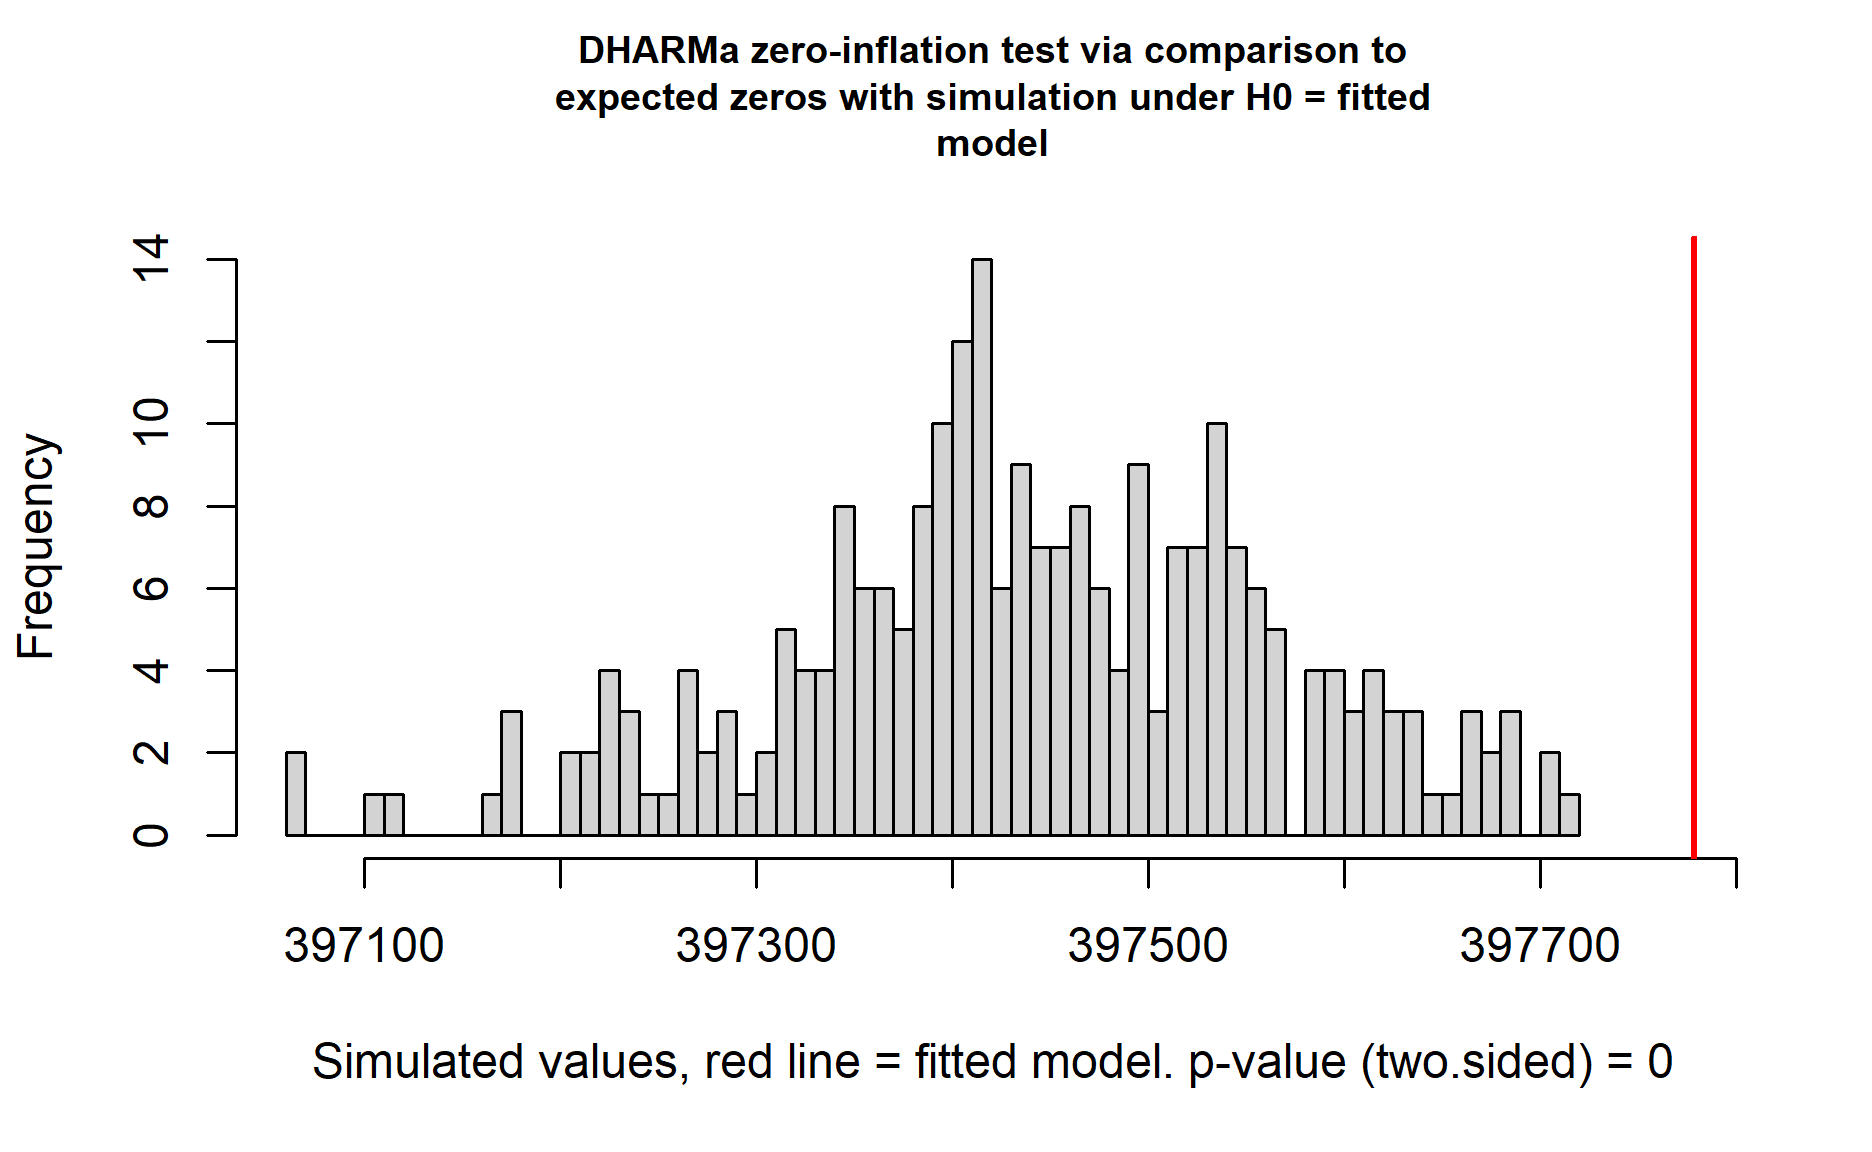 DHARMa zero-inflation test via comparison to
expected zeros with simulation under H0 = fitted
model
Frequency
14
10
8
6
4
2
0
397100 397300 397500 397700
Simulated values, red line = fitted model. p-value (two.sided) = 0